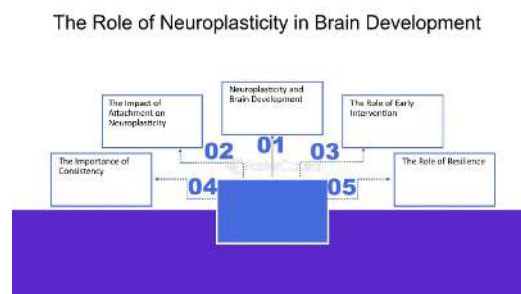 The Role of Neuroplasticity in Brain Development
Neuroplasticity and
Brain Development
01
The Impact of
Attachment on
Neuroplasticity
02
The Role of Early
Intervention
03
The Importance of
Consistency
04
The Role of Resilience
05